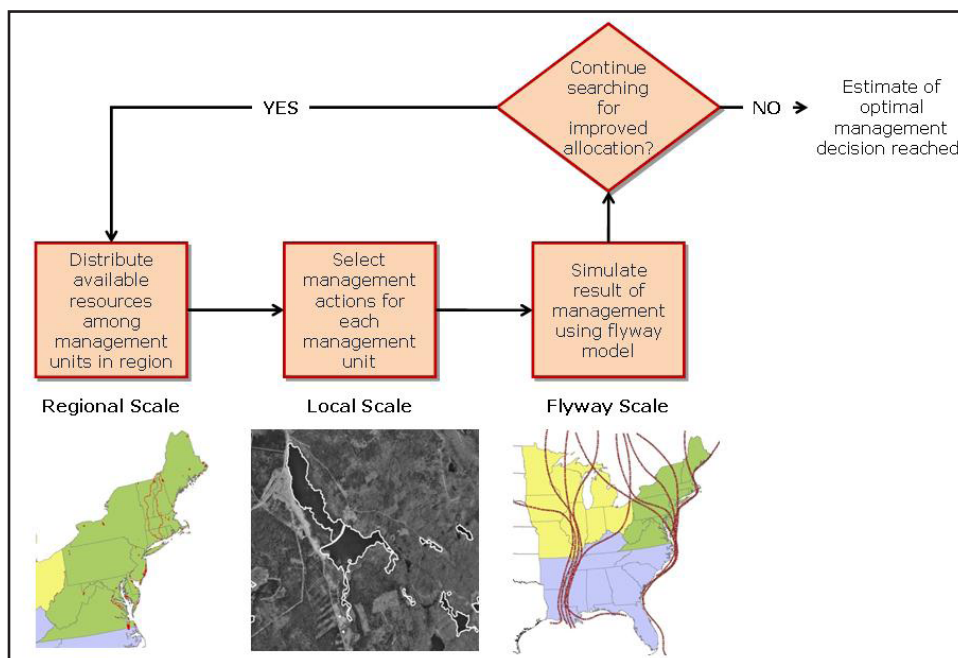 Continue
searching
for
improved
allocation?
YES
NO
Estimate of
optimal
management
decision reached
Distribute
available
resources
among
management
units in region
Select
management
actions for
each
management
unit
Simulate
result of
management
using flyway
model
Regional Scale
Local Scale
Flyway Scale